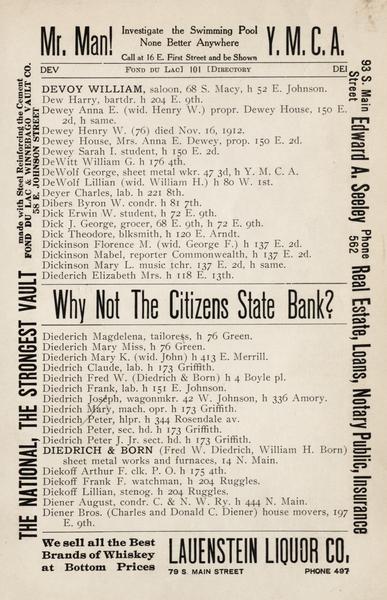 Mr. Man!
Investigate the Swimming Pool
None Better Anywhere
Call at 16 E. First Street and be Shown
Y. M. C. A.
DEV
FOND DU LAC] 101 [DIRECTORY
DEI
DEVOY WILLIAM, saloon, 68 S. Macy, h 52 E. Johnson.
Dew Harry, bartdr. h 204 E. 9th.
Dewey Anna E. (wid. Henry W.) propr. Dewey House, 150 E.
2d, h same.
Dewey Henry W. (76) died Nov. 16, 1912.
Dewey House, Mrs. Anna E. Dewey, prop. 150 E. 2d.
Dewey Sarah I. student, h 150 E. 2d.
DeWitt William G. h 176 4th.
DeWolf George, sheet metal wkr. 47 3d, h Y. M. C. A.
DeWolf Lillian (wid. William H.) h 80 W. 1st.
Deyer Charles, lab. h 221 8th.
Dibers Byron W. condr. h 81 7th.
Dick Erwin W. student, h 72 E. 9th.
Dick J. George, grocer, 68 E. 9th, h 72 E. 9th.
Dick Theodore, blksmith, h 120 E. Arndt.
Dickinson Florence M. (wid. George F.) h 137 E. 2d.
Dickinson Mabel, reporter Commonwealth, h 137 E. 2d.
Dickinson Mary L. music tchr. 137 E. 2d, h same.
Diederich Elizabeth Mrs. h 118 E. 13th.
Why Not The Citizens State Bank?
Diederich Magdelena, tailoress, h 76 Green.
Diederich Mary Miss, h 76 Green.
Diederich Mary K. (wid. John) h 413 E. Merrill.
Diedrich Claude, lab. h 173 Griffith.
Diedrich Fred W. (Diedrich & Born) h 4 Boyle pl.
Diedrich Frank, lab. h 151 E. Johnson.
Diedrich Joseph, wagonmkr. 42 W. Johnson, h 336 Amory.
Diedrich Mary, mach. opr. h 173 Griffith.
Diedrich Peter, hlpr. h 344 Rosendale av.
Diedrich Peter, sec. hd. h 173 Griffith.
Diedrich Peter J. Jr. sect. hd. h 173 Griffith.
DIEDRICH & BORN (Fred W. Diedrich, William H. Born)
sheet metal works and furnaces, 14 N. Main.
Diekoff Arthur F. clk. P. O. h 175 4th.
Diekoff Frank F. watchman, h 204 Ruggles.
Diekoff Lillian, stenog. h 204 Ruggles.
Diener August, condr. C. & N. W. Ry. h 444 N. Main.
Diener Bros. (Charles and Donald C. Diener) house movers, 197
E. 9th.
We sell all the Best
Brands of Whiskey
at Bottom Prices
LAUENSTEIN LIQUOR CO.
79 S. MAIN STREET
PHONE 497
THE NATIONAL, THE STRONGEST VAULT
made with Steel Reinforcing the Cement
FOND DU LAC & WINNEBAGO VAULT CO.
58 E. JOHNSON STREET
93 S. Main
Street
Edward A. Seeley
Phone
562
Real Estate, Loans, Notary Public, Insurance